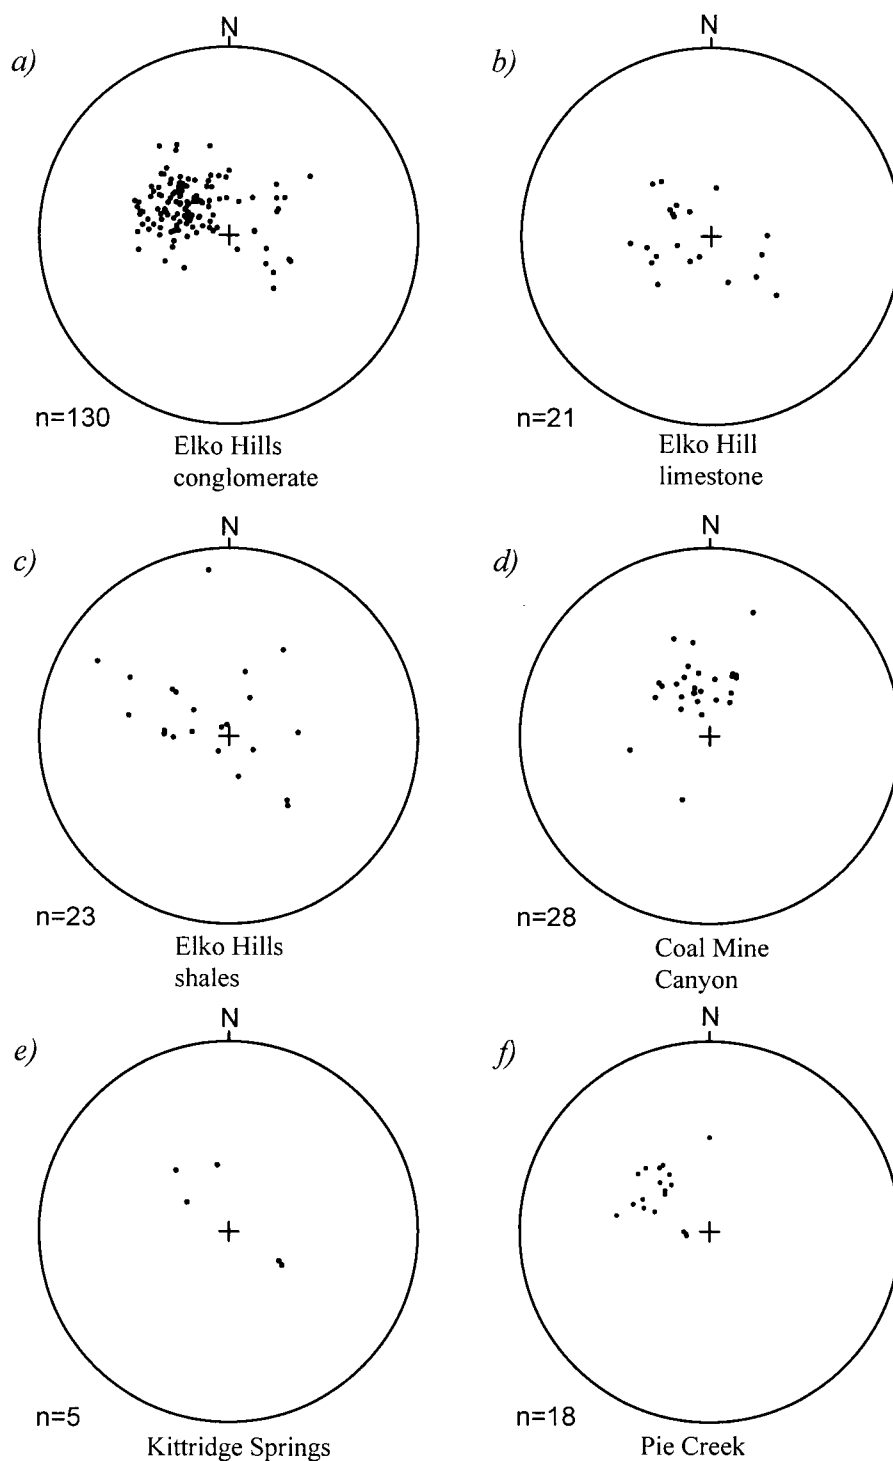 N
N
a)
b)
n=130
n=21
Elko Hills
conglomerate
Elko Hill
limestone
N
N
c)
d)
n=23
n=28
Elko Hills
shales
Coal Mine
Canyon
N
N
e)
f)
n=5
n=18
Kittridge Springs
Pie Creek